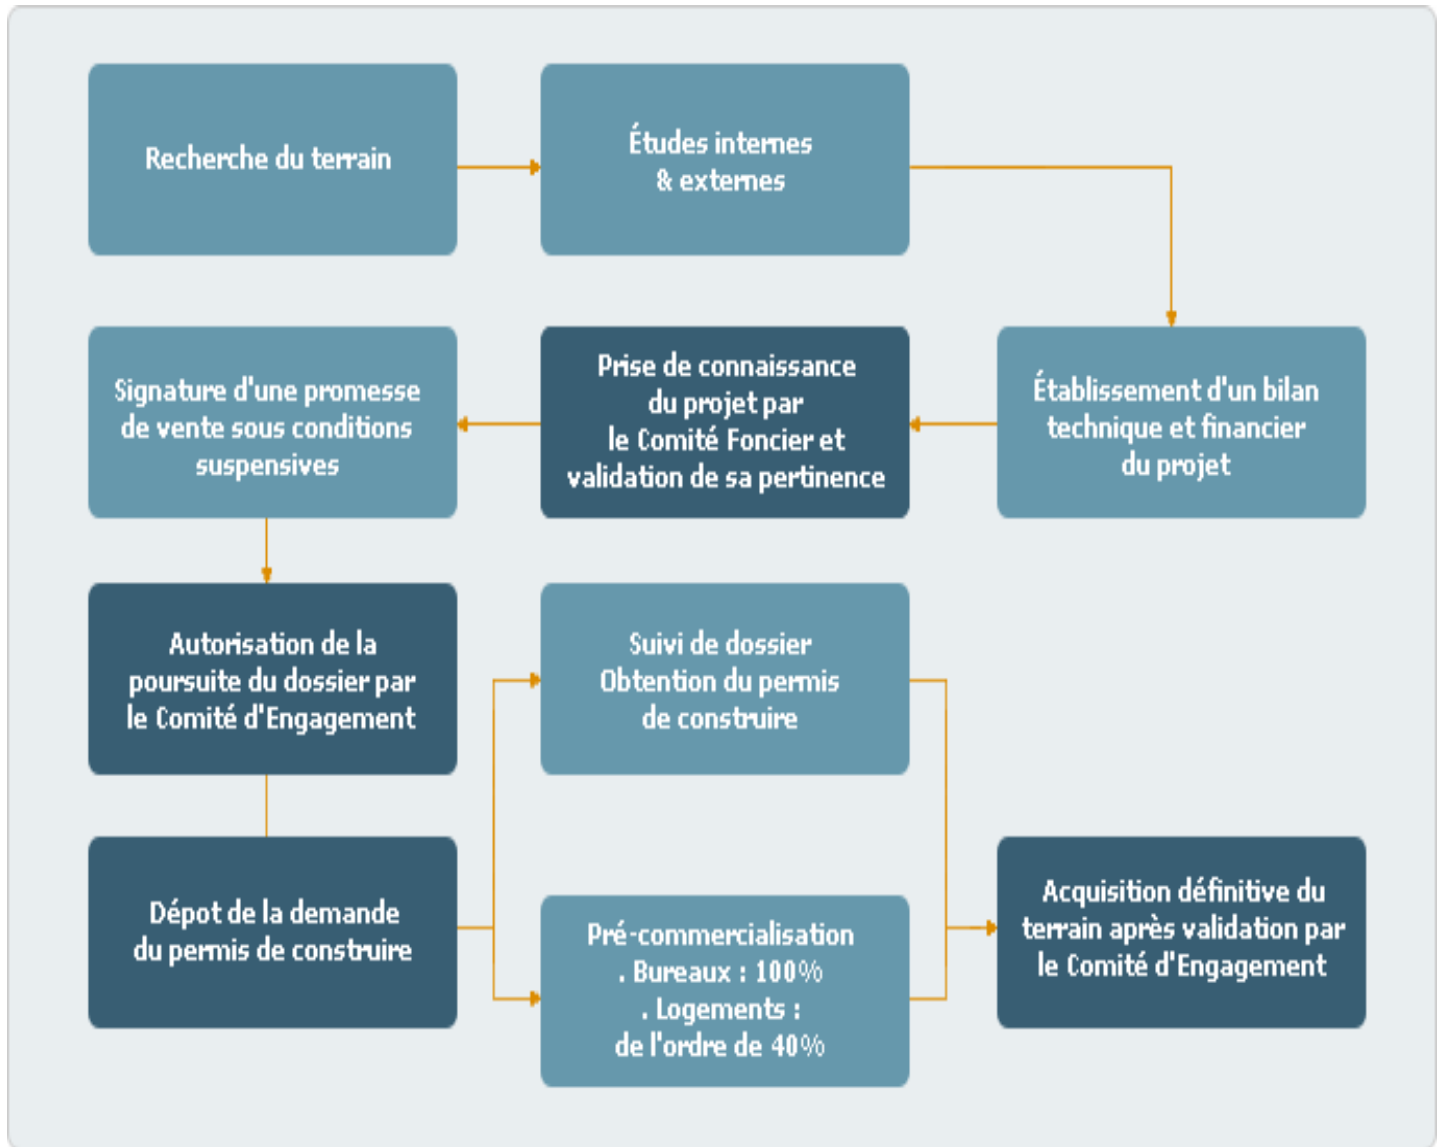 Recherche du terrain
Études internes
& externes
Établissement d'un bilan
technique et financier
du projet
Prise de connaissance
du projet par
le Comité Foncier et
validation de sa pertinence
Signature d'une promesse
de vente sous conditions
suspensives
Autorisation de la
poursuite du dossier par
le Comité d'Engagement
Dépot de la demande
du permis de construire
Suivi de dossier
Obtention du permis
de construire
Pré-commercialisation
. Bureaux : 100%
. Logements :
de l'ordre de 40%
Acquisition définitive du
terrain après validation par
le Comité d'Engagement